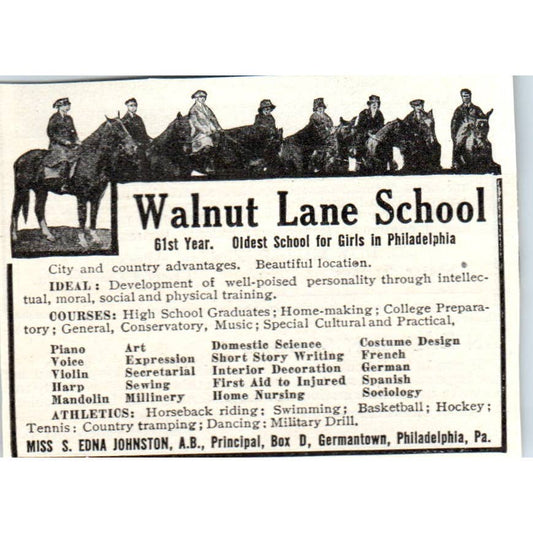 Walnut Lane School
61st Year. Oldest School for Girls in Philadelphia
City and country advantages. Beautiful location.
IDEAL: Development of well-poised personality through intellec-
tual, moral, social and physical training.
COURSES: High School Graduates; Home-making; College Prepara-
tory; General, Conservatory, Music; Special Cultural and Practical,
Piano Art Domestic Science Costume Design
Voice Expression Short Story Writing French
Violin Secretarial Interior Decoration German
Harp Sewing First Aid to Injured Spanish
Mandolin Millinery Home Nursing Sociology
ATHLETICS: Horseback riding; Swimming; Basketball; Hockey;
Tennis; Country tramping; Dancing; Military Drill.
MISS S. EDNA JOHNSTON, A.B., Principal, Box D, Germantown, Philadelphia, Pa.